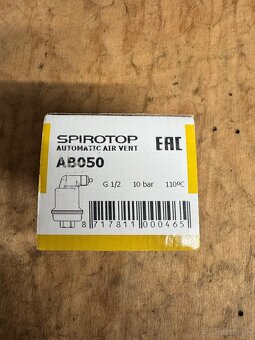 SPIROTOP
AUTOMATIC AIR VENT
EAC
AB050
G 1/2 10 bar 110ºC
8 717811 000465